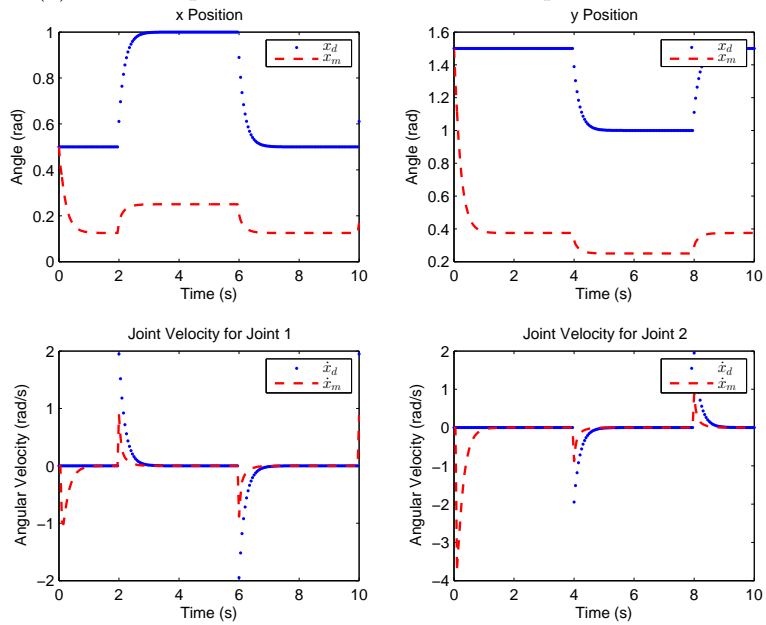 x Position
Angle (rad)
1
0.8
0.6
0.4
0.2
0
x_d
x_m
0 2 4 6 8 10
Time (s)
y Position
Angle (rad)
1.6
1.4
1.2
1
0.8
0.6
0.4
0.2
x_d
x_m
0 2 4 6 8 10
Time (s)
Joint Velocity for Joint 1
Angular Velocity (rad/s)
2
1
0
−1
−2
ẋ_d
ẋ_m
0 2 4 6 8 10
Time (s)
Joint Velocity for Joint 2
Angular Velocity (rad/s)
2
1
0
−1
−2
−3
−4
ẋ_d
ẋ_m
0 2 4 6 8 10
Time (s)